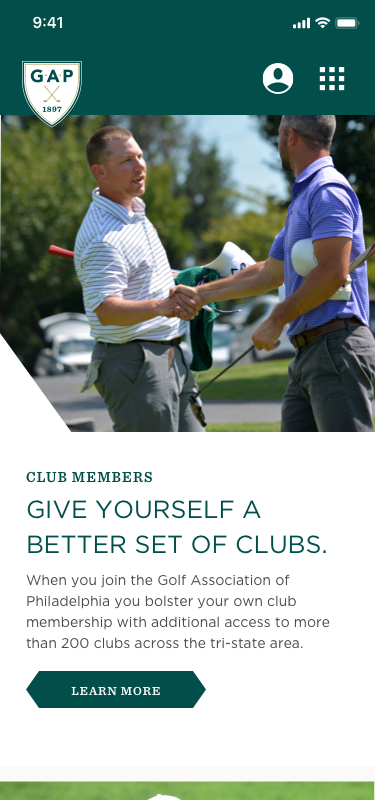 9:41
GAP
1897
CLUB MEMBERS
GIVE YOURSELF A
BETTER SET OF CLUBS.
When you join the Golf Association of
Philadelphia you bolster your own club
membership with additional access to more
than 200 clubs across the tri-state area.
LEARN MORE